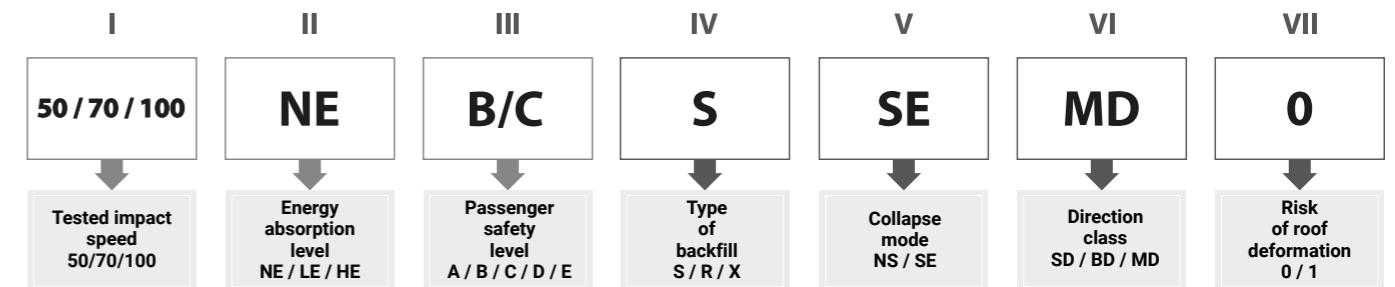 I
II
III
IV
V
VI
VII
50 / 70 / 100
NE
B/C
S
SE
MD
0
Tested impact
speed
50/70/100
Energy
absorption
level
NE / LE / HE
Passenger
safety
level
A / B / C / D / E
Type
of
backfill
S / R / X
Collapse
mode
NS / SE
Direction
class
SD / BD / MD
Risk
of roof
deformation
0 / 1